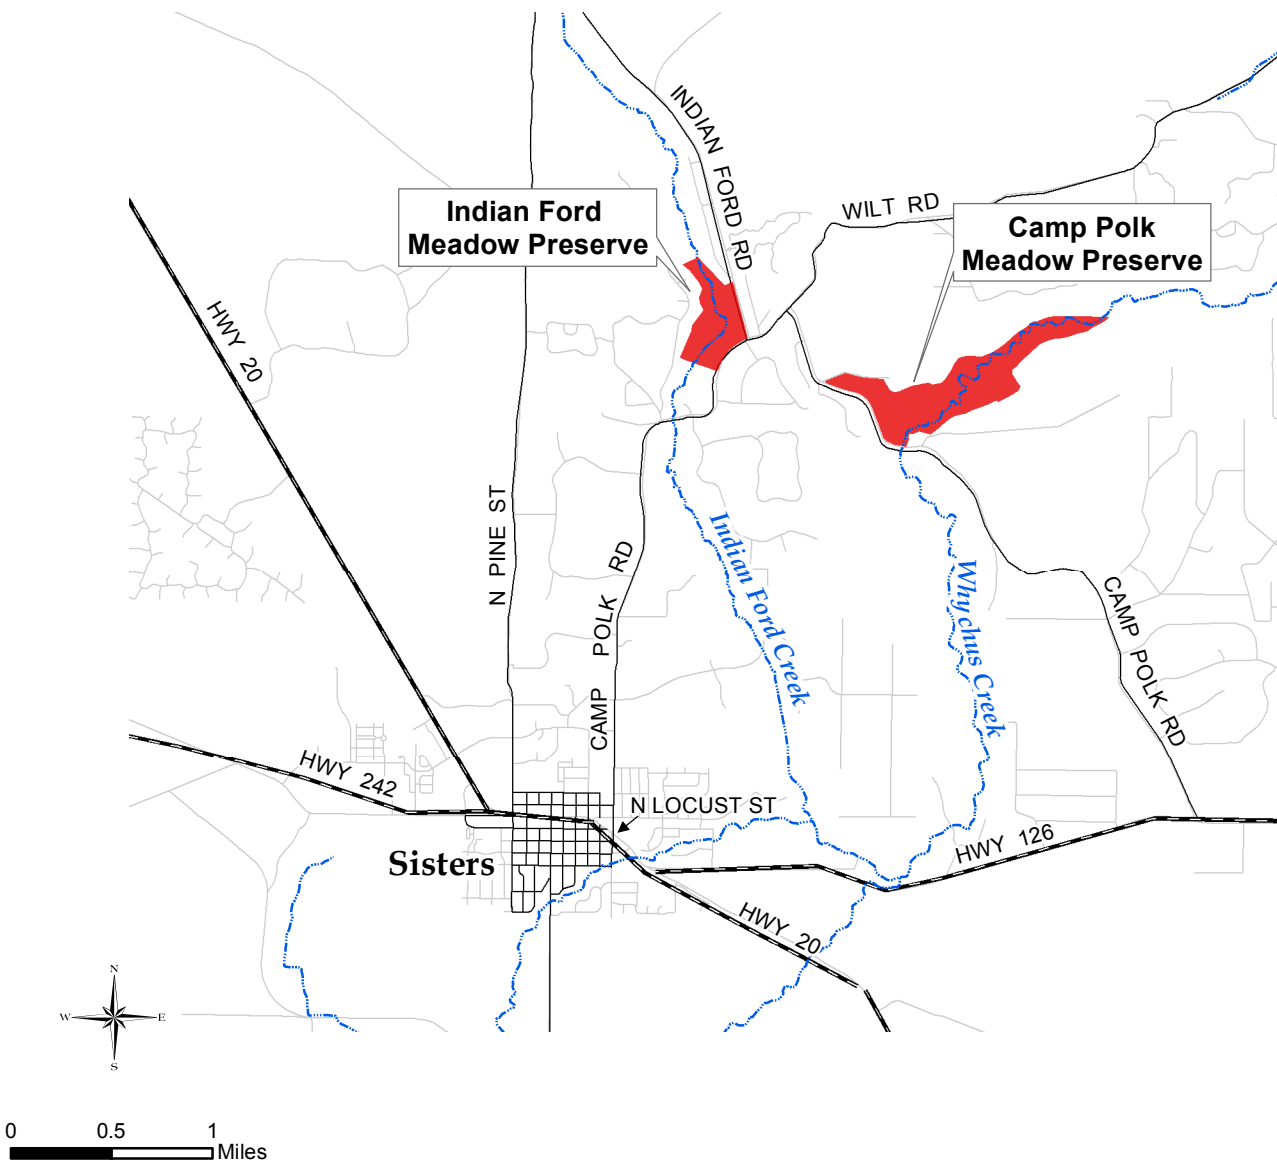 INDIAN FORD RD
WILT RD
Indian Ford
Meadow Preserve
Camp Polk
Meadow Preserve
HWY 20
N PINE ST
CAMP POLK RD
Indian Ford Creek
Whychus Creek
CAMP POLK RD
HWY 242
N LOCUST ST
HWY 126
Sisters
HWY 20
N
W E
S
0 0.5 1
Miles